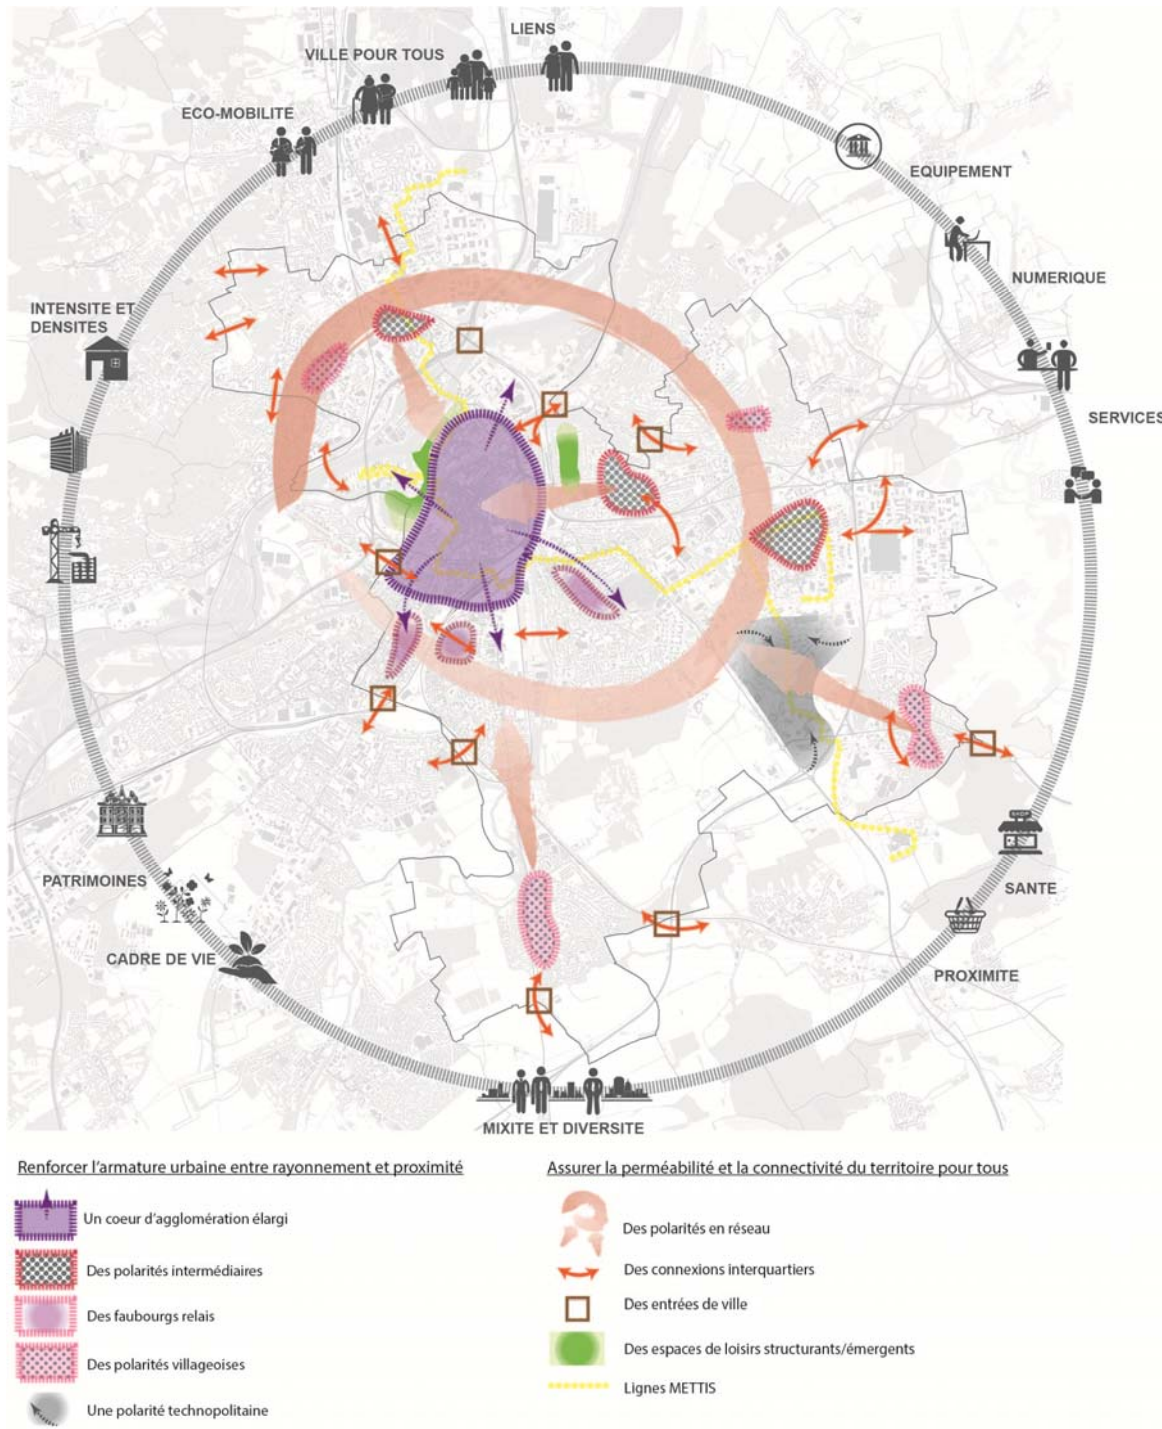 LIENS
VILLE POUR TOUS
ECO-MOBILITE
EQUIPEMENT
NUMERIQUE
INTENSITE ET
DENSITES
SERVICES
PATRIMOINES
SANTE
CADRE DE VIE
PROXIMITE
MIXITE ET DIVERSITE
Renforcer l'armature urbaine entre rayonnement et proximité
Un coeur d'agglomération élargi
Des polarités intermédiaires
Des faubourgs relais
Des polarités villageoises
Une polarité technopolitaine
Assurer la perméabilité et la connectivité du territoire pour tous
Des polarités en réseau
Des connexions interquartiers
Des entrées de ville
Des espaces de loisirs structurants/émergents
Lignes METTIS